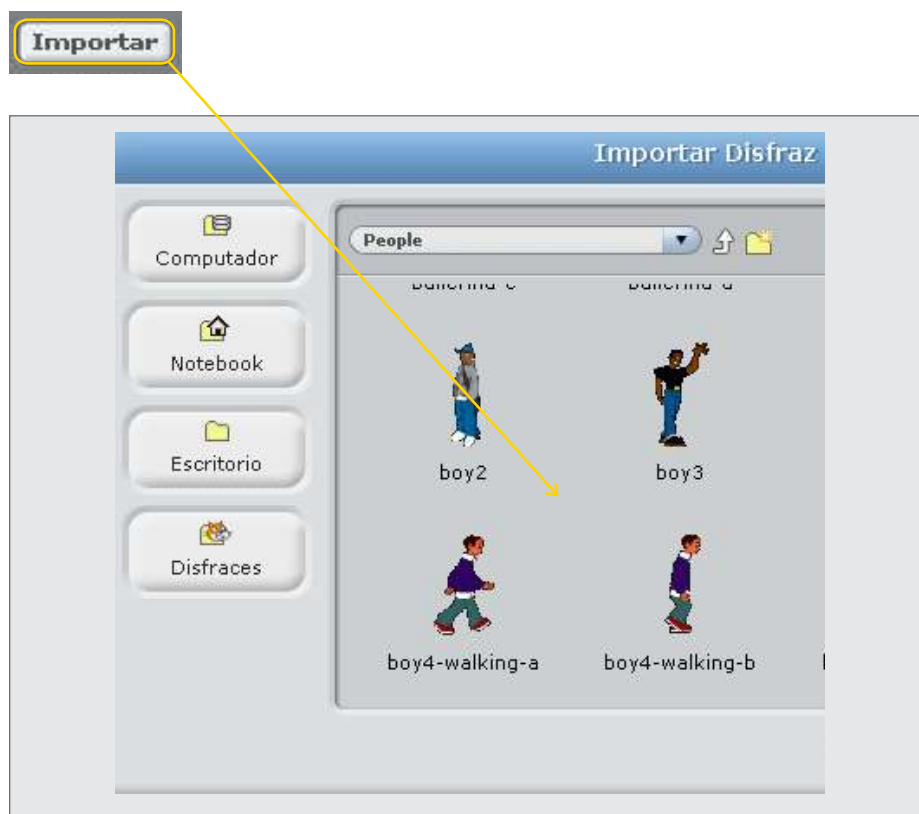 Importar
Importar Disfraz
Computador
People
Notebook
boy2
boy3
Escritorio
Disfraces
boy4-walking-a
boy4-walking-b